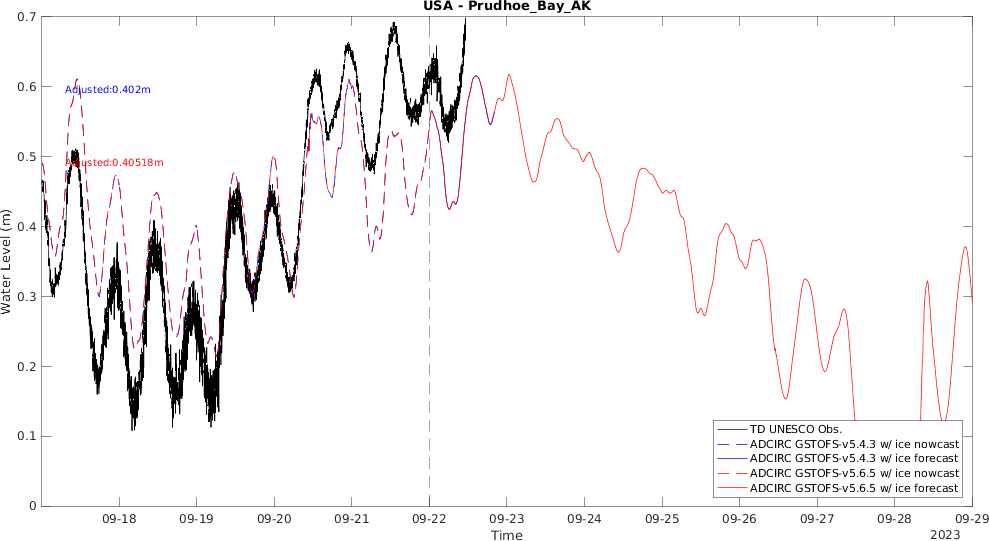 USA - Prudhoe_Bay_AK
0.7
0.6
0.5
0.4
0.3
0.2
0.1
0
Water Level (m)
Adjusted:0.402m
Adjusted:0.40518m
TD UNESCO Obs.
ADCIRC GSTOFS-v5.4.3 w/ ice nowcast
ADCIRC GSTOFS-v5.4.3 w/ ice forecast
ADCIRC GSTOFS-v5.6.5 w/ ice nowcast
ADCIRC GSTOFS-v5.6.5 w/ ice forecast
09-18 09-19 09-20 09-21 09-22 09-23 09-24 09-25 09-26 09-27 09-28 09-29
Time
2023